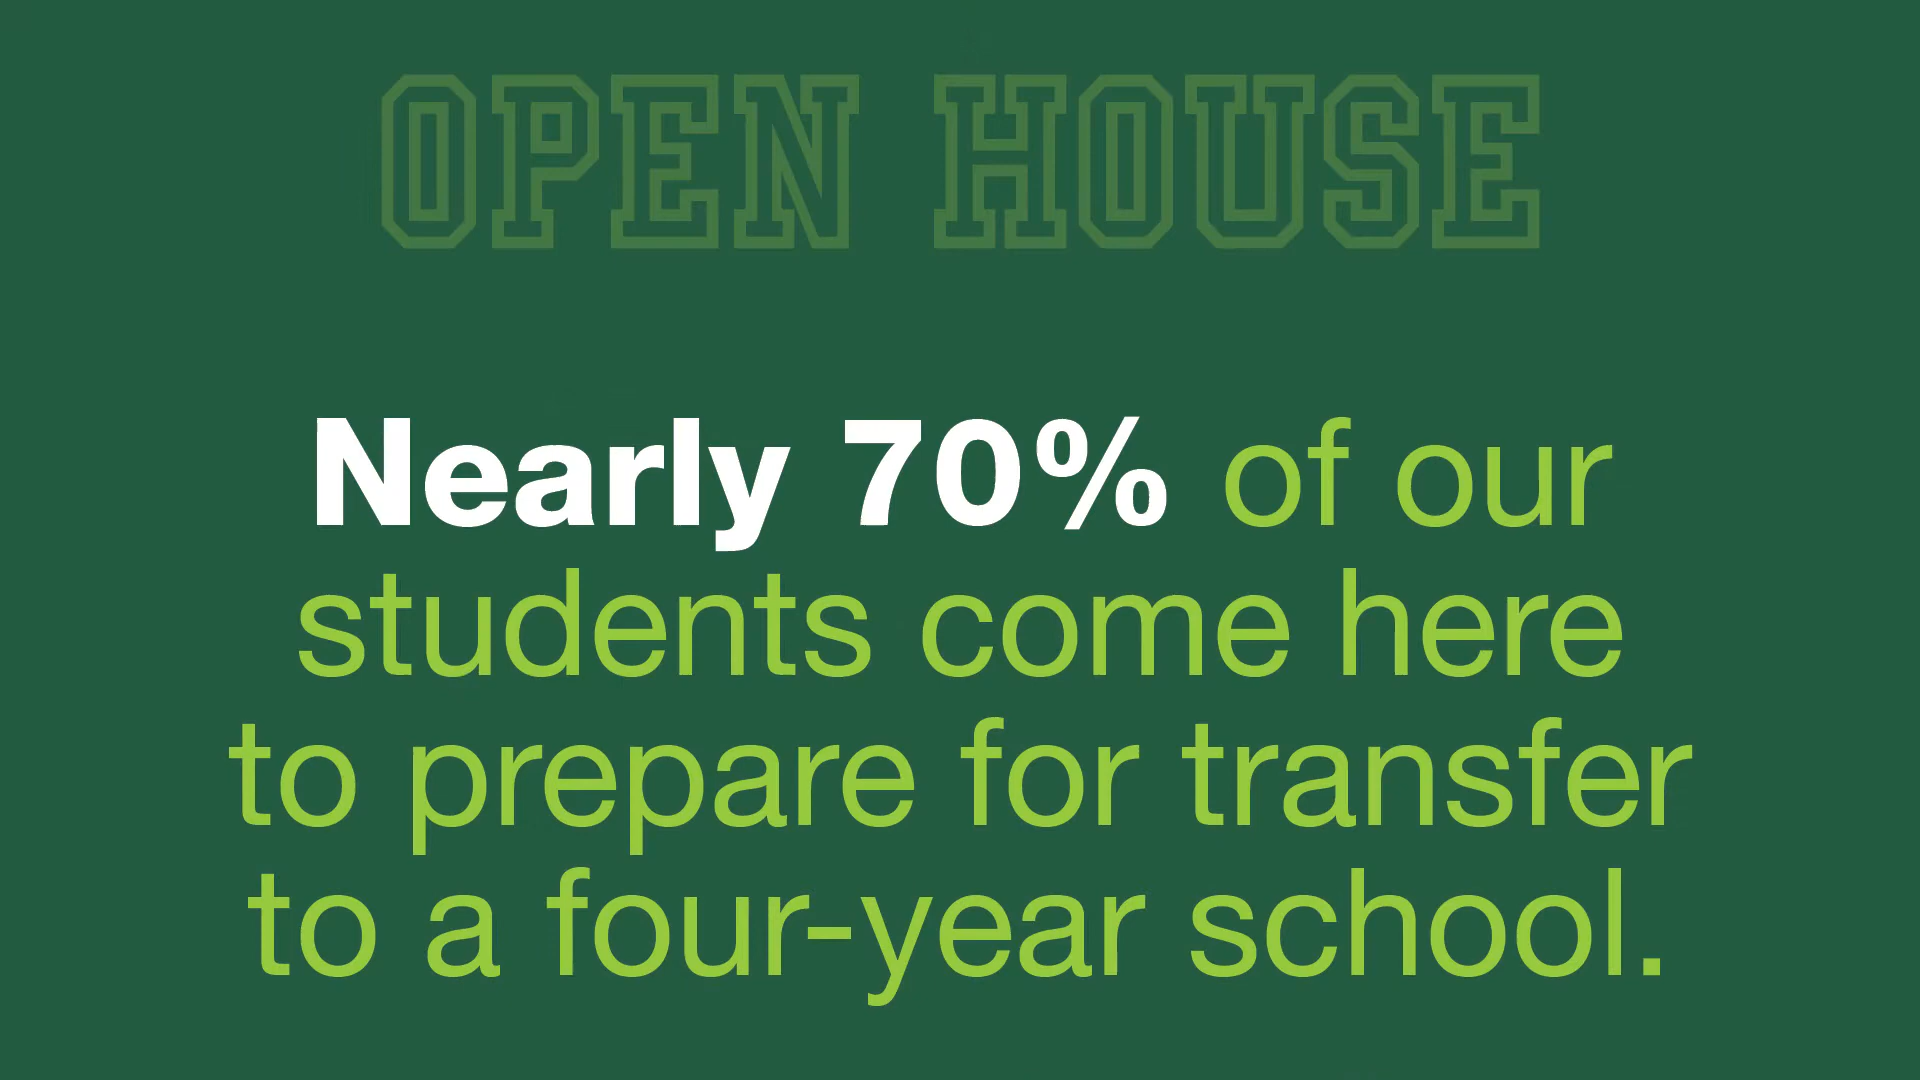 OPEN HOUSE
Nearly 70% of our
students come here
to prepare for transfer
to a four-year school.